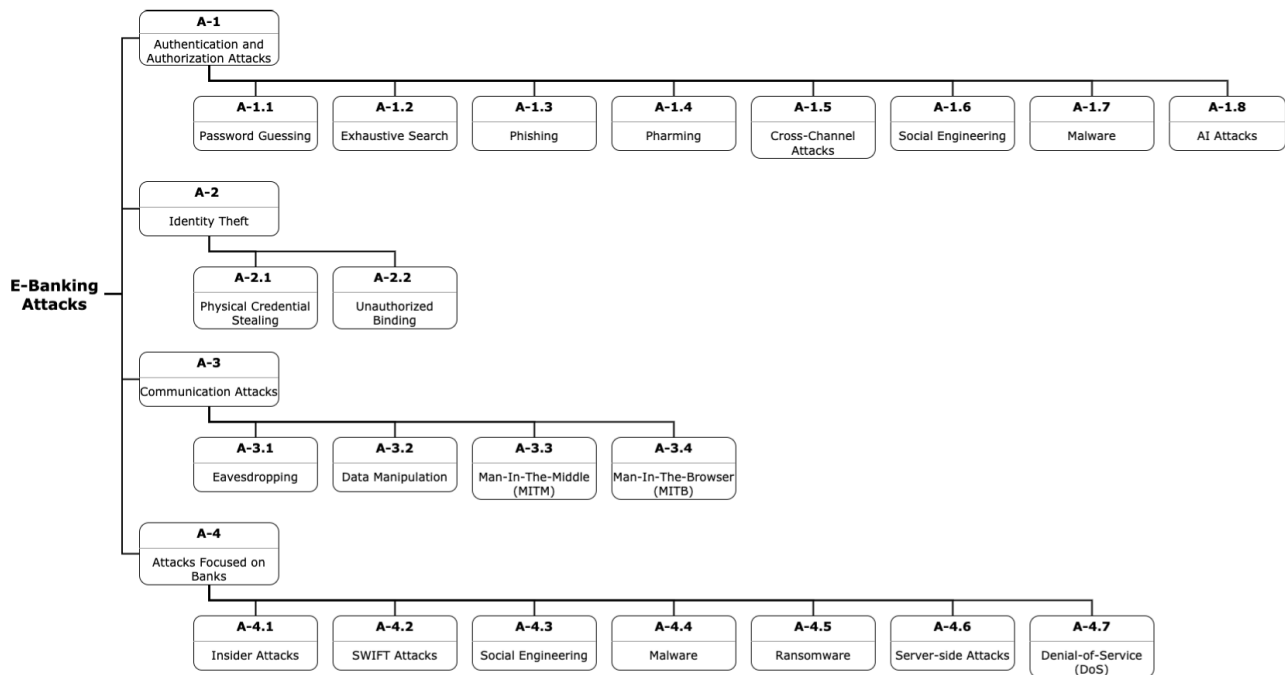 A-1
Authentication and
Authorization Attacks
A-1.1
Password Guessing
A-1.2
Exhaustive Search
A-1.3
Phishing
A-1.4
Pharming
A-1.5
Cross-Channel
Attacks
A-1.6
Social Engineering
A-1.7
Malware
A-1.8
AI Attacks
A-2
Identity Theft
A-2.1
Physical Credential
Stealing
A-2.2
Unauthorized
Binding
E-Banking
Attacks
A-3
Communication Attacks
A-3.1
Eavesdropping
A-3.2
Data Manipulation
A-3.3
Man-In-The-Middle
(MITM)
A-3.4
Man-In-The-Browser
(MITB)
A-4
Attacks Focused on
Banks
A-4.1
Insider Attacks
A-4.2
SWIFT Attacks
A-4.3
Social Engineering
A-4.4
Malware
A-4.5
Ransomware
A-4.6
Server-side Attacks
A-4.7
Denial-of-Service
(DoS)